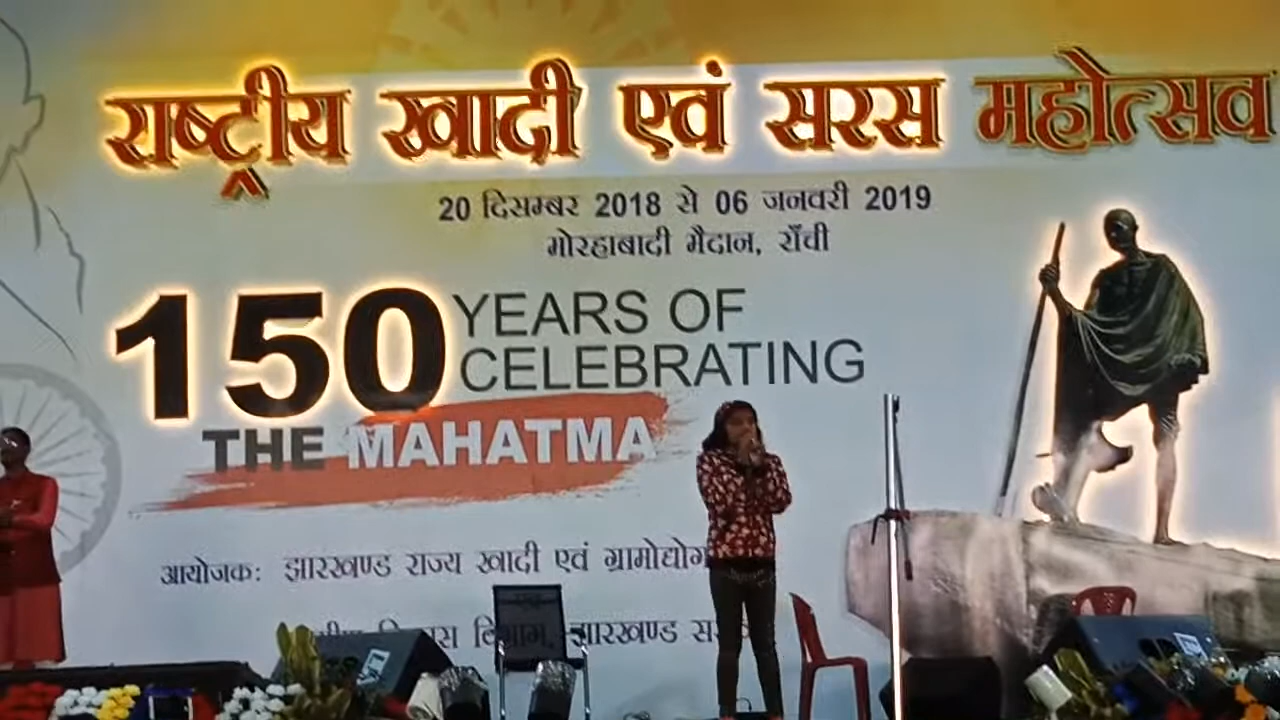 राष्ट्रीय खादी एवं सरस महोत्सव
20 दिसम्बर 2018 से 06 जनवरी 2019
मोरहाबादी मैदान, राँची
150 YEARS OF
CELEBRATING
THE MAHATMA
आयोजक: झारखण्ड राज्य खादी एवं ग्रामोद्योग
झारखण्ड